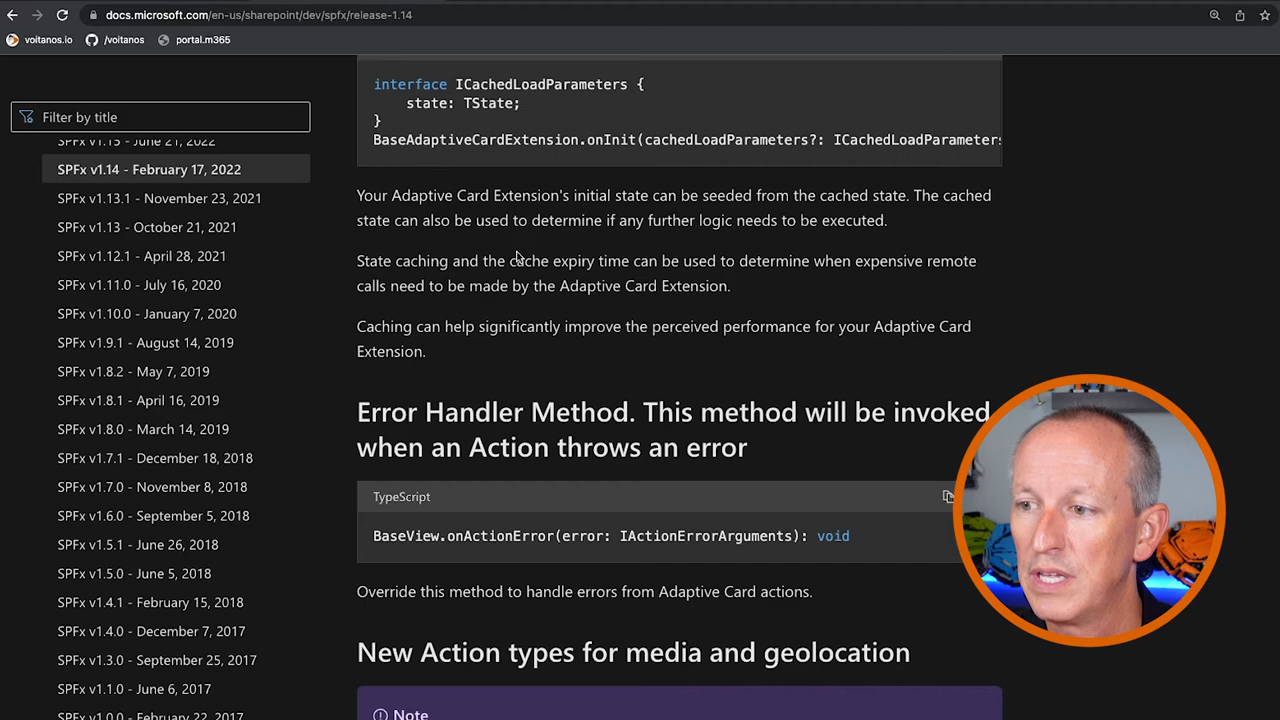 docs.microsoft.com/en-us/sharepoint/dev/spfx/release-1.14
voitanos.io
/voitanos
portal.m365
Filter by title
SPFx v1.15 - June 21, 2022
SPFx v1.14 - February 17, 2022
SPFx v1.13.1 - November 23, 2021
SPFx v1.13 - October 21, 2021
SPFx v1.12.1 - April 28, 2021
SPFx v1.11.0 - July 16, 2020
SPFx v1.10.0 - January 7, 2020
SPFx v1.9.1 - August 14, 2019
SPFx v1.8.2 - May 7, 2019
SPFx v1.8.1 - April 16, 2019
SPFx v1.8.0 - March 14, 2019
SPFx v1.7.1 - December 18, 2018
SPFx v1.7.0 - November 8, 2018
SPFx v1.6.0 - September 5, 2018
SPFx v1.5.1 - June 26, 2018
SPFx v1.5.0 - June 5, 2018
SPFx v1.4.1 - February 15, 2018
SPFx v1.4.0 - December 7, 2017
SPFx v1.3.0 - September 25, 2017
SPFx v1.1.0 - June 6, 2017
SPFx v1.0.0 - February 22, 2017
interface ICachedLoadParameters {
state: TState;
}
BaseAdaptiveCardExtension.onInit(cachedLoadParameters?: ICachedLoadParameters
Your Adaptive Card Extension's initial state can be seeded from the cached state. The cached
state can also be used to determine if any further logic needs to be executed.
State caching and the cache expiry time can be used to determine when expensive remote
calls need to be made by the Adaptive Card Extension.
Caching can help significantly improve the perceived performance for your Adaptive Card
Extension.
Error Handler Method. This method will be invoked
when an Action throws an error
TypeScript
BaseView.onActionError(error: IActionErrorArguments): void
Override this method to handle errors from Adaptive Card actions.
New Action types for media and geolocation
Note